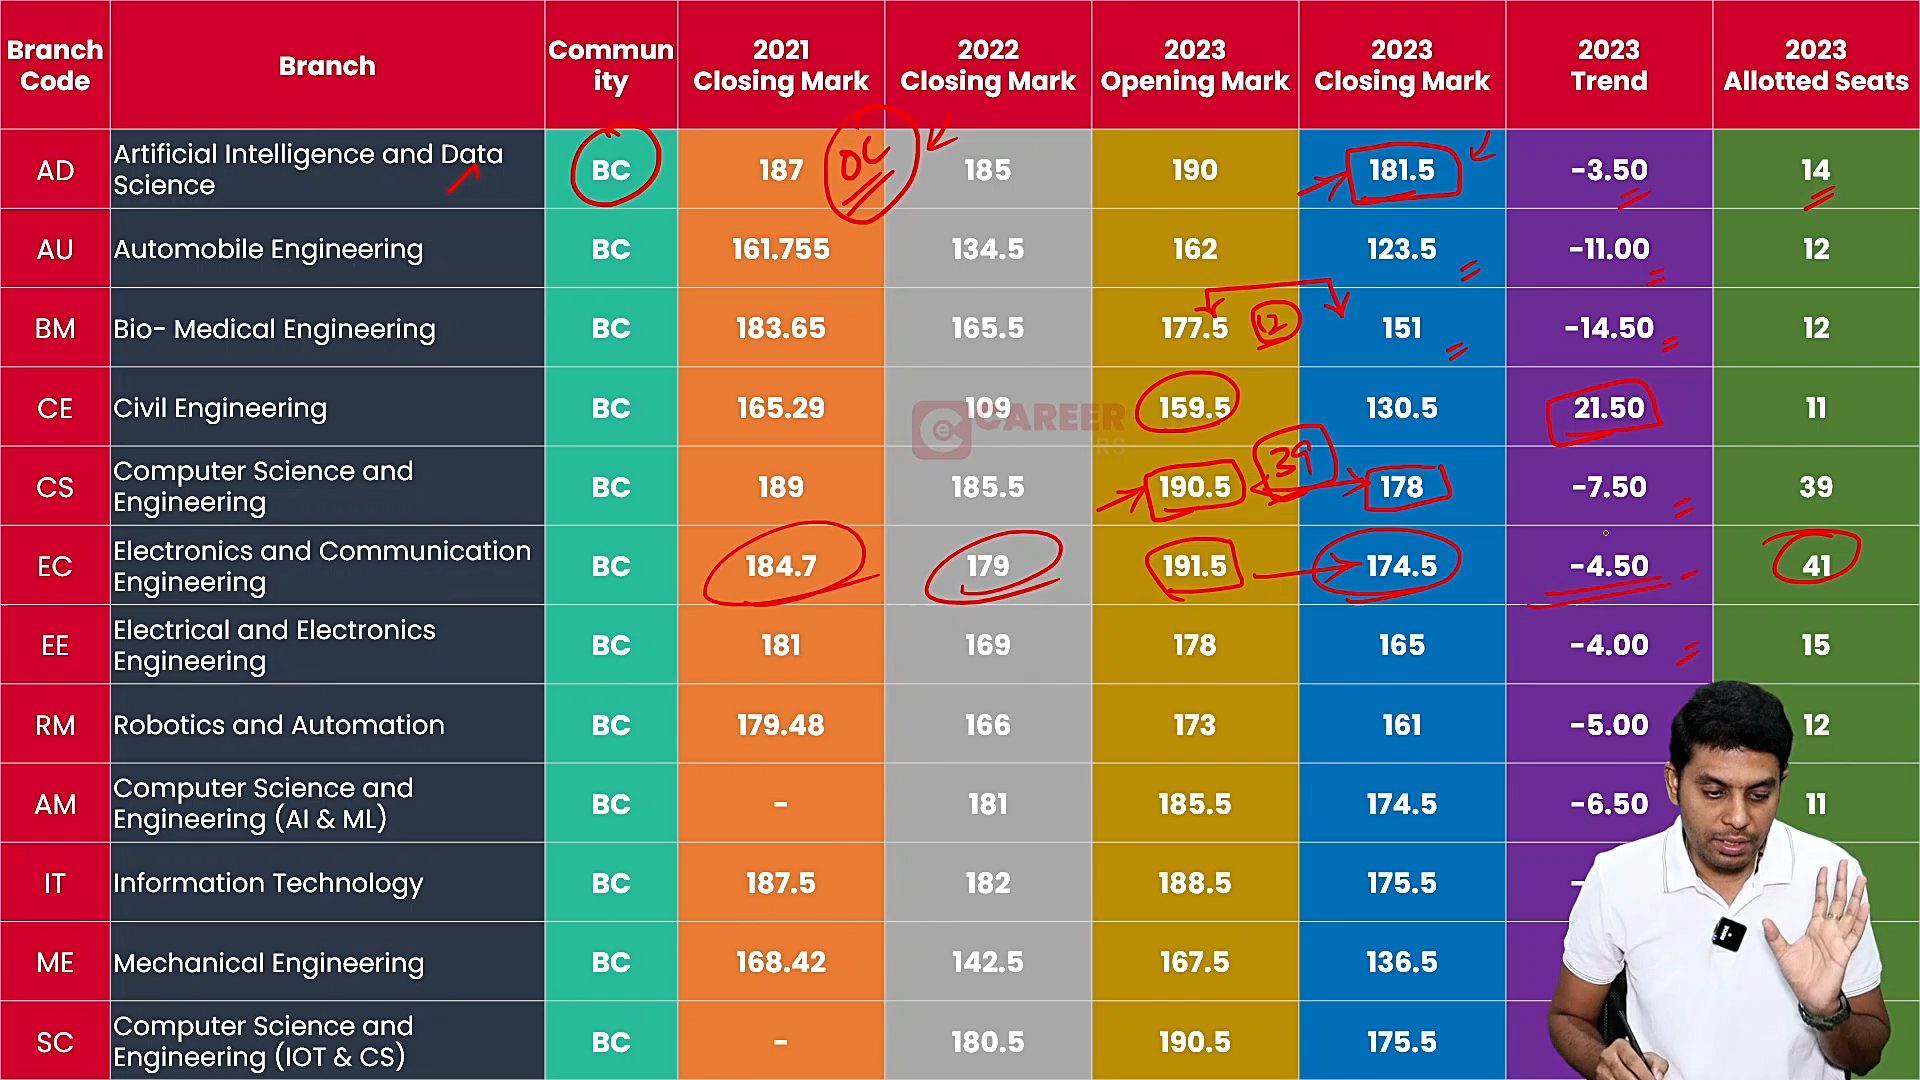 Branch Code
Branch
Commun
ity
2021
Closing Mark
2022
Closing Mark
2023
Opening Mark
2023
Closing Mark
2023
Trend
2023
Allotted Seats
AD Artificial Intelligence and Data Science BC 187 OC 185 190 181.5 -3.50 14
AU Automobile Engineering BC 161.755 134.5 162 123.5 -11.00 12
BM Bio- Medical Engineering BC 183.65 165.5 177.5 12 151 -14.50 12
CE Civil Engineering BC 165.29 109 159.5 130.5 21.50 11
CAREER
CS Computer Science and Engineering BC 189 185.5 190.5 39 178 -7.50 39
EC Electronics and Communication Engineering BC 184.7 179 191.5 174.5 -4.50 41
EE Electrical and Electronics Engineering BC 181 169 178 165 -4.00 15
RM Robotics and Automation BC 179.48 166 173 161 -5.00 12
AM Computer Science and Engineering (AI & ML) BC - 181 185.5 174.5 -6.50 11
IT Information Technology BC 187.5 182 188.5 175.5 -
ME Mechanical Engineering BC 168.42 142.5 167.5 136.5
SC Computer Science and Engineering (IOT & CS) BC - 180.5 190.5 175.5